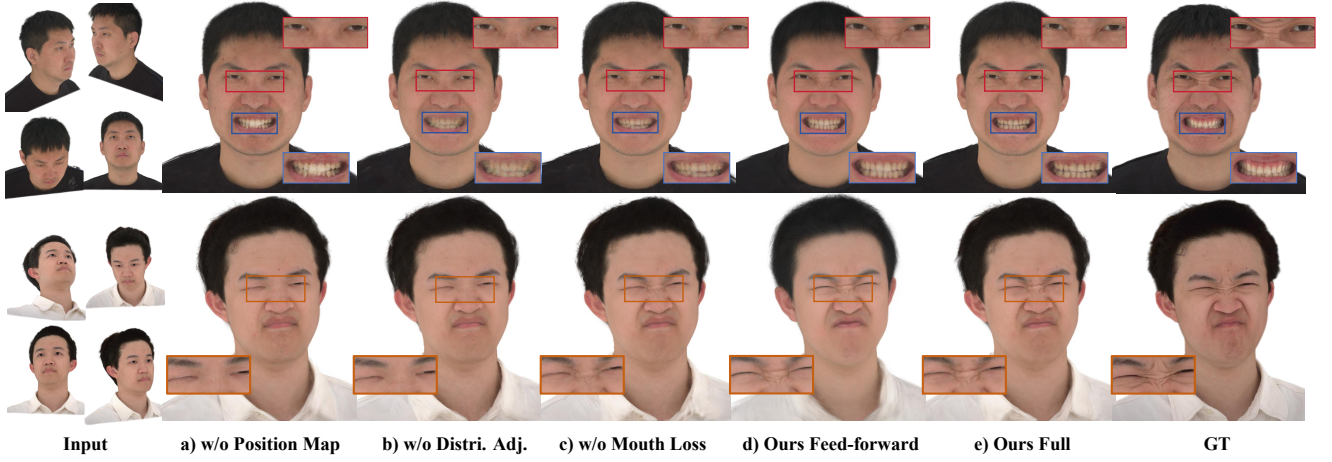 Input a) w/o Position Map b) w/o Distri. Adj. c) w/o Mouth Loss d) Ours Feed-forward e) Ours Full GT